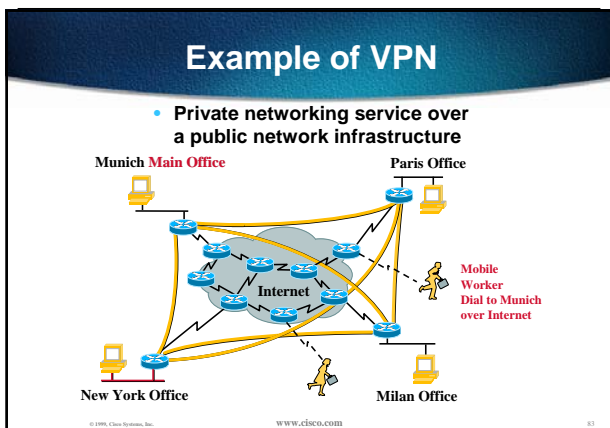 Example of VPN
• Private networking service over
a public network infrastructure
Munich Main Office
Paris Office
Internet
Mobile
Worker
Dial to Munich
over Internet
New York Office
Milan Office
© 1999, Cisco Systems, Inc.
www.cisco.com
83